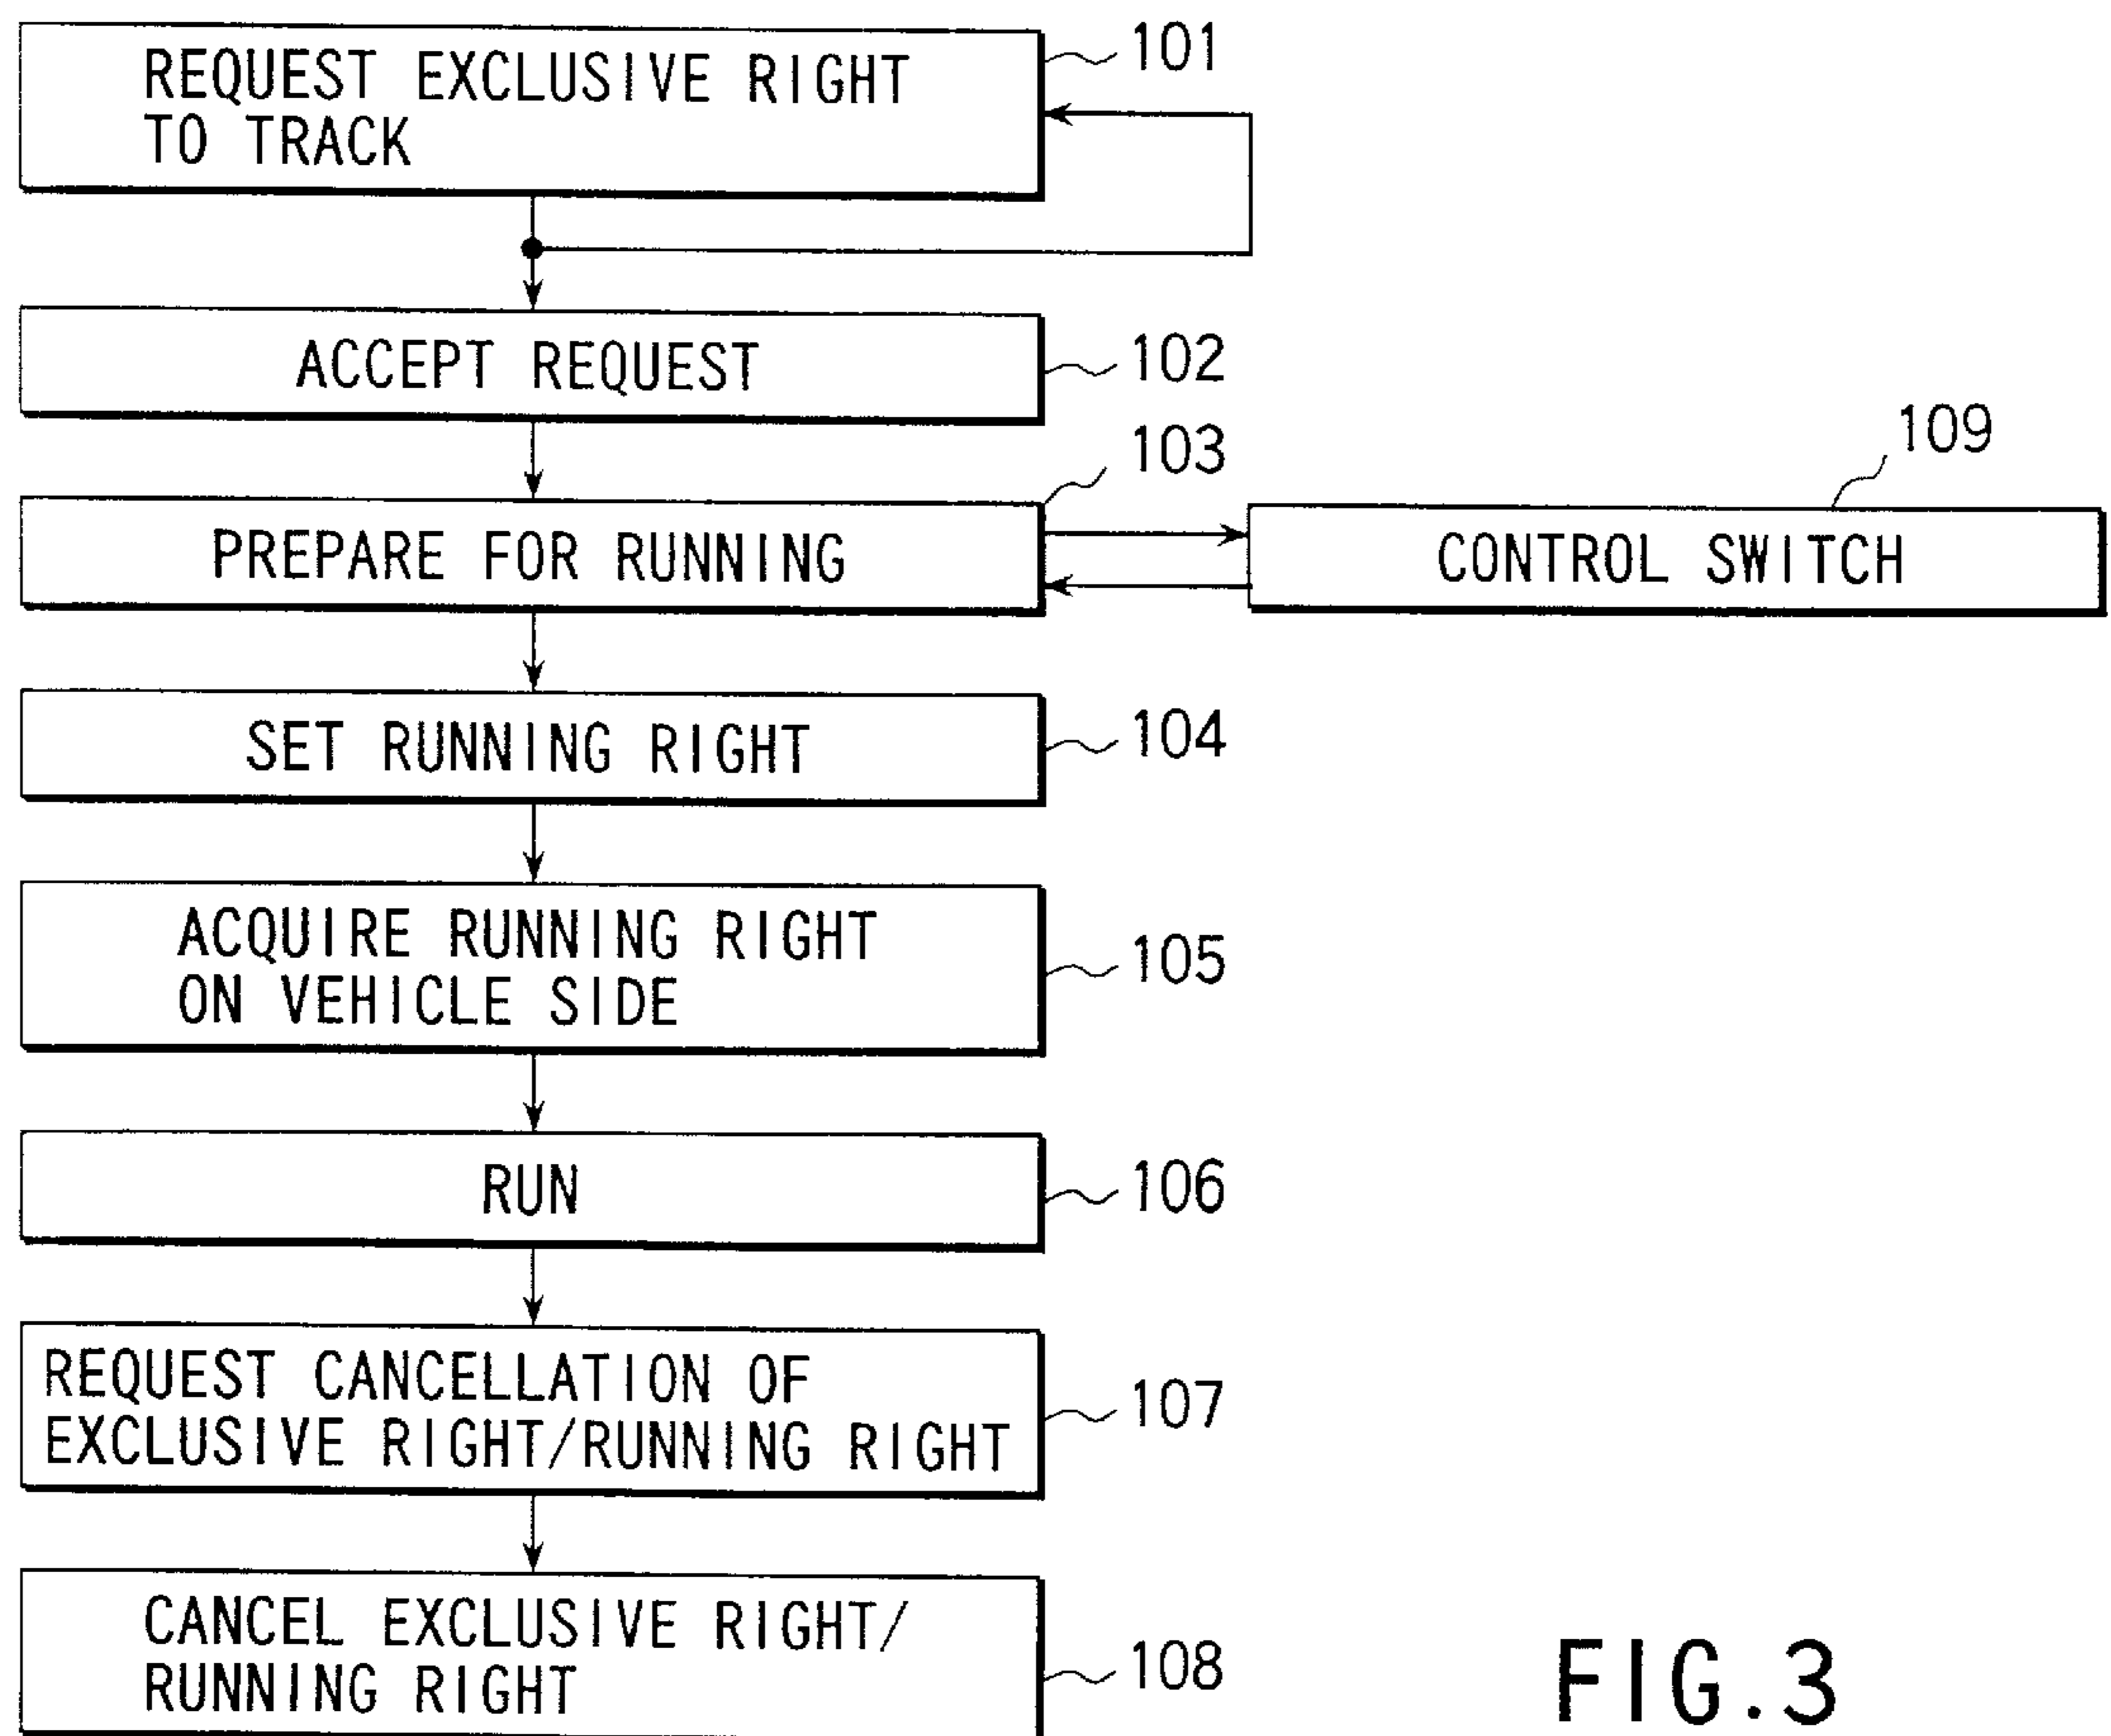 REQUEST EXCLUSIVE RIGHT
TO TRACK
101
ACCEPT REQUEST
102
PREPARE FOR RUNNING
103
CONTROL SWITCH
109
SET RUNNING RIGHT
104
ACQUIRE RUNNING RIGHT
ON VEHICLE SIDE
105
RUN
106
REQUEST CANCELLATION OF
EXCLUSIVE RIGHT/RUNNING RIGHT
107
CANCEL EXCLUSIVE RIGHT/
RUNNING RIGHT
108
FIG.3